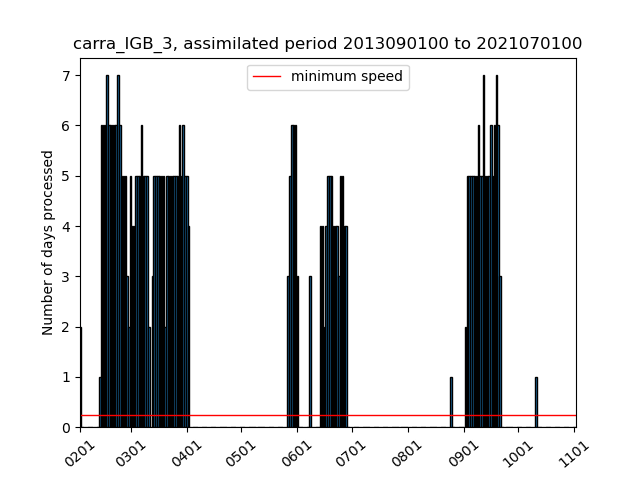 carra_IGB_3, assimilated period 2013090100 to 2021070100
minimum speed
Number of days processed
7
6
5
4
3
2
1
0
0201 0301 0401 0501 0601 0701 0801 0901 1001 1101